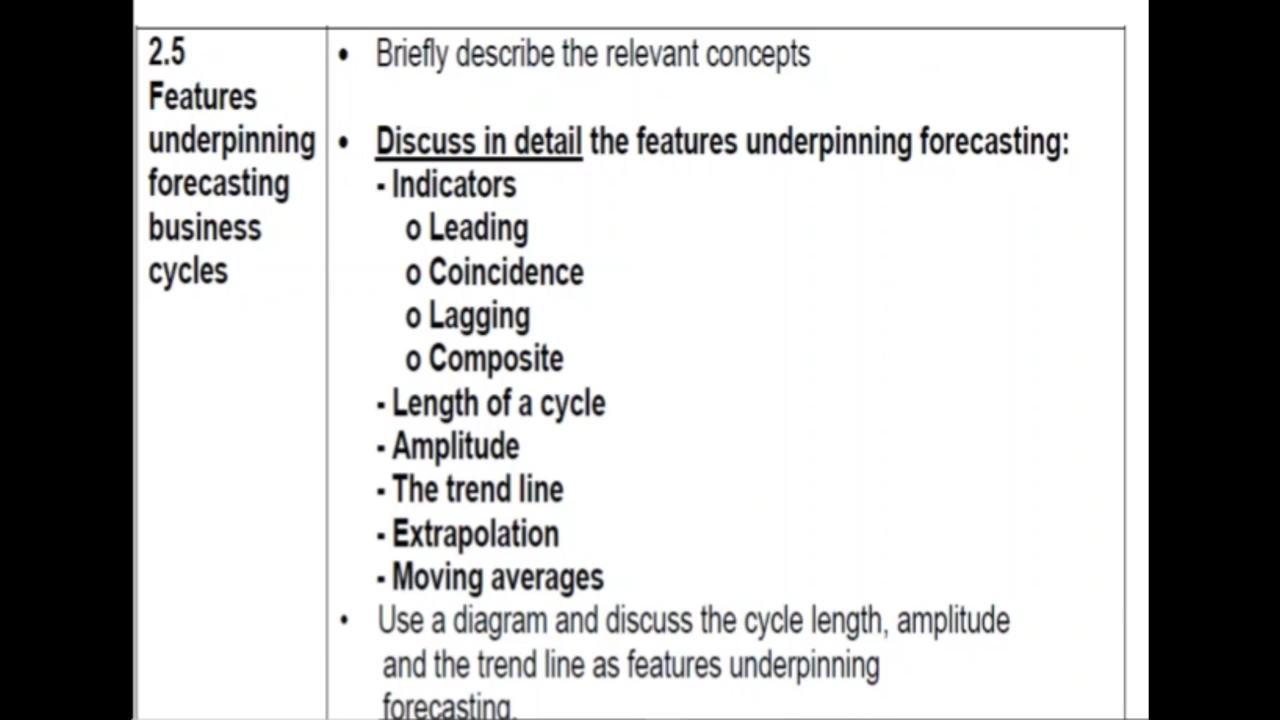 2.5
Features
underpinning
forecasting
business
cycles
• Briefly describe the relevant concepts
• Discuss in detail the features underpinning forecasting:
- Indicators
o Leading
o Coincidence
o Lagging
o Composite
- Length of a cycle
- Amplitude
- The trend line
- Extrapolation
- Moving averages
• Use a diagram and discuss the cycle length, amplitude
and the trend line as features underpinning
forecasting.